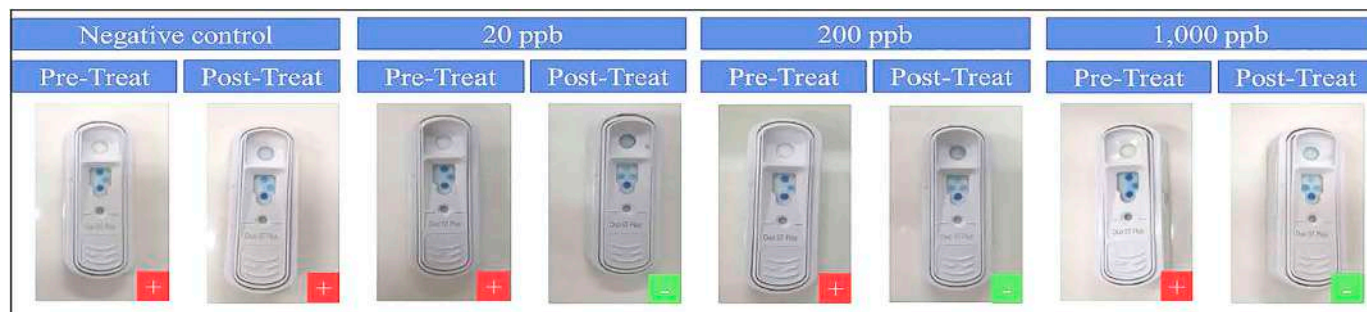 Negative control 20 ppb 200 ppb 1,000 ppb
Pre-Treat Post-Treat Pre-Treat Post-Treat Pre-Treat Post-Treat Pre-Treat Post-Treat
+ + + - + - + -